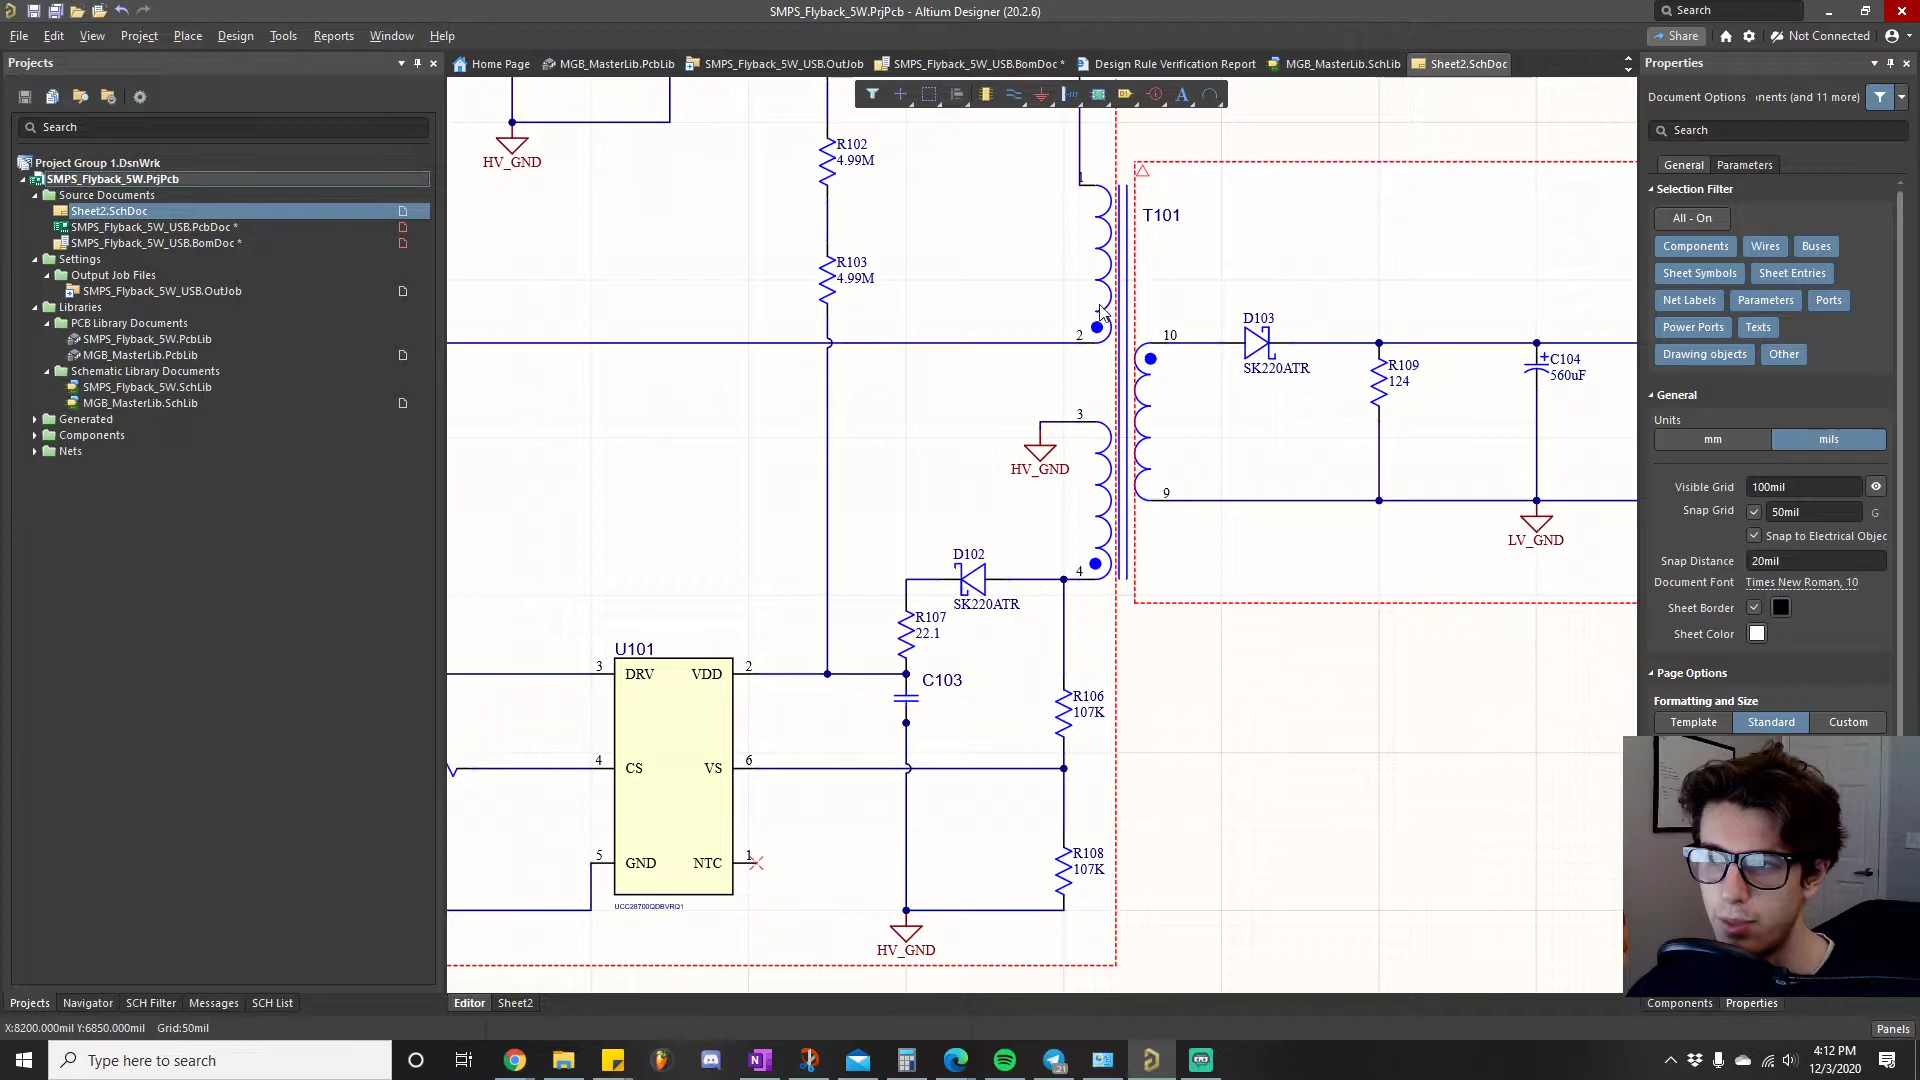 SMPS_Flyback_5W.PrjPcb - Altium Designer (20.2.6)
Search
File Edit View Project Place Design Tools Reports Window Help
Share
Not Connected
Projects
Home Page
MGB_MasterLib.PcbLib
SMPS_Flyback_5W_USB.OutJob
SMPS_Flyback_5W_USB.BomDoc *
Design Rule Verification Report
MGB_MasterLib.SchLib
Sheet2.SchDoc
Properties
Document Options
nents (and 11 more)
Search
Search
Project Group 1.DsnWrk
SMPS_Flyback_5W.PrjPcb
Source Documents
Sheet2.SchDoc
SMPS_Flyback_5W_USB.PcbDoc *
SMPS_Flyback_5W_USB.BomDoc *
Settings
Output Job Files
SMPS_Flyback_5W_USB.OutJob
Libraries
PCB Library Documents
SMPS_Flyback_5W.PcbLib
MGB_MasterLib.PcbLib
Schematic Library Documents
SMPS_Flyback_5W.SchLib
MGB_MasterLib.SchLib
Generated
Components
Nets
HV_GND
R102
4.99M
R103
4.99M
1
T101
2
10
D103
SK220ATR
R109
124
+
C104
560uF
3
HV_GND
9
LV_GND
D102
SK220ATR
4
R107
22.1
U101
3 DRV VDD 2
C103
R106
107K
4 CS VS 6
5 GND NTC 1
R108
107K
UCC28700QDBVRQ1
HV_GND
General Parameters
Selection Filter
All - On
Components Wires Buses
Sheet Symbols Sheet Entries
Net Labels Parameters Ports
Power Ports Texts
Drawing objects Other
General
Units
mm mils
Visible Grid 100mil
Snap Grid 50mil G
Snap to Electrical Objec
Snap Distance 20mil
Document Font Times New Roman, 10
Sheet Border
Sheet Color
Page Options
Formatting and Size
Template Standard Custom
Projects Navigator SCH Filter Messages SCH List
Editor Sheet2
Components Properties
X:8200.000mil Y:6850.000mil Grid:50mil
Panels
Type here to search
21
4:12 PM
12/3/2020